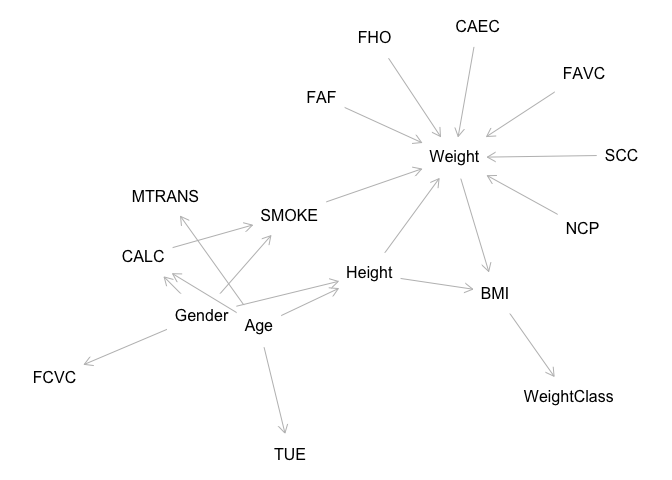 CAEC
FHO
FAVC
FAF
Weight
SCC
MTRANS
SMOKE
NCP
CALC
Height
BMI
Gender
Age
FCVC
WeightClass
TUE